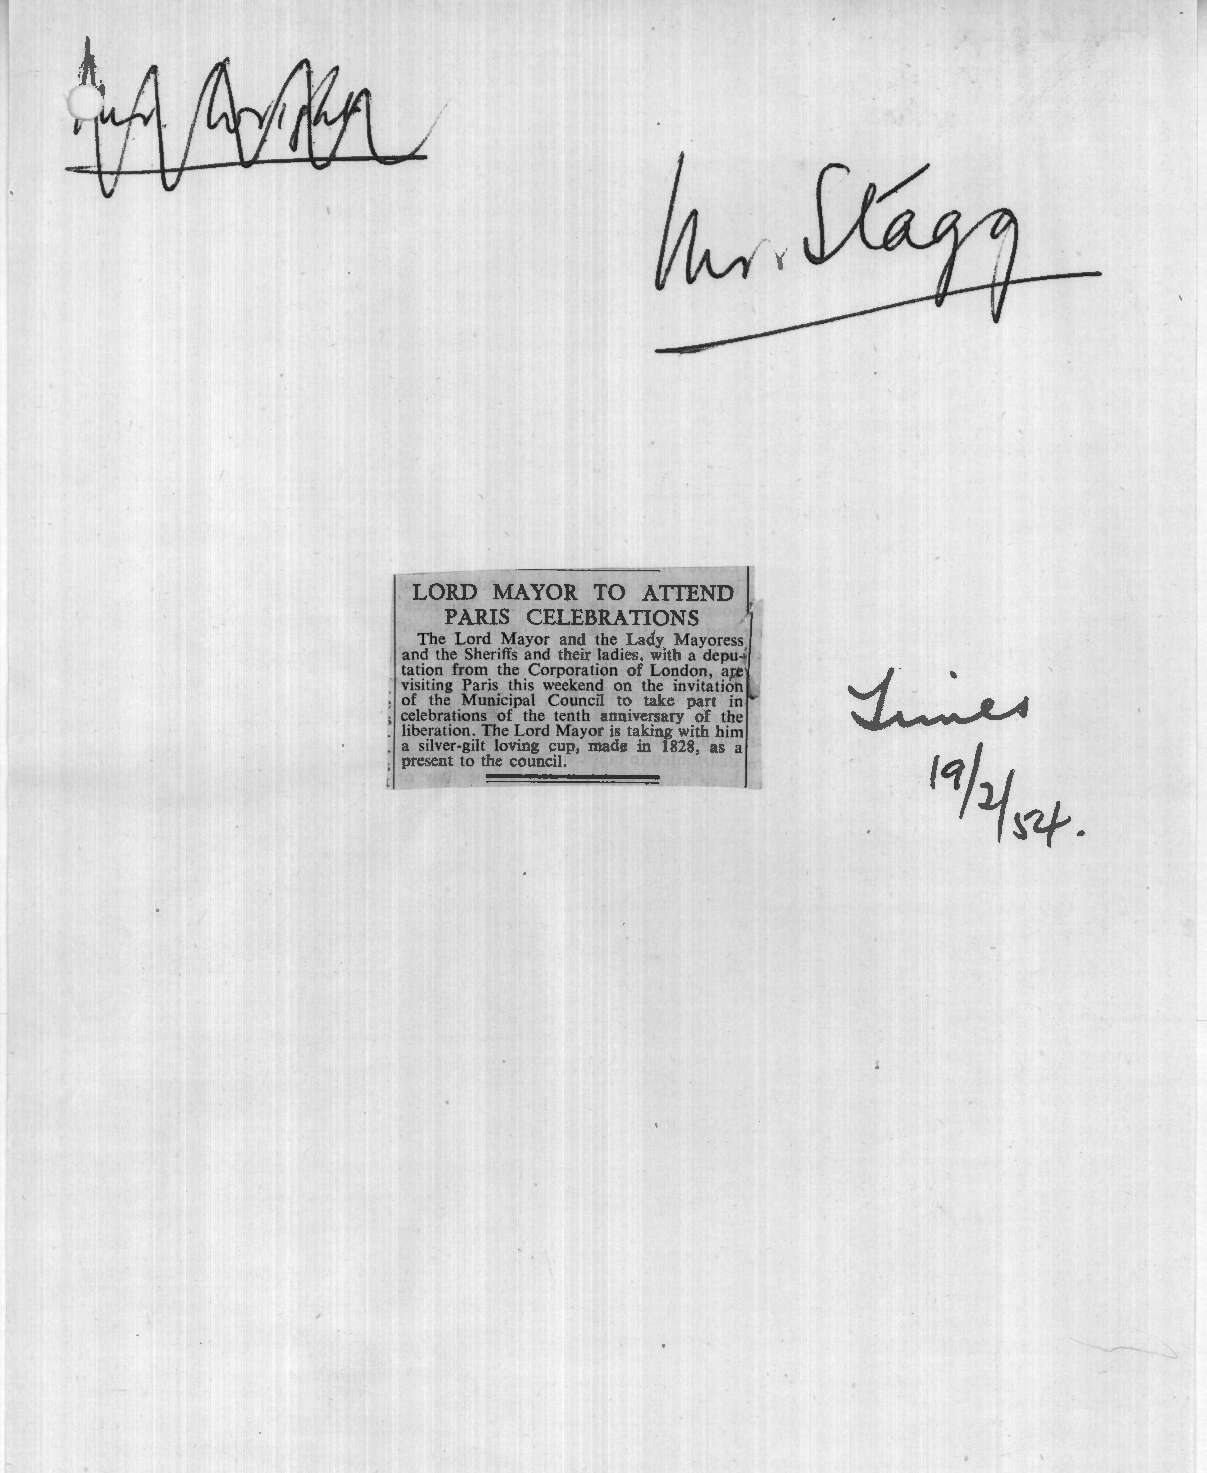 Mr. Stagg
LORD MAYOR TO ATTEND
PARIS CELEBRATIONS
The Lord Mayor and the Lady Mayoress
and the Sheriffs and their ladies, with a depu-
tation from the Corporation of London, are
visiting Paris this weekend on the invitation
of the Municipal Council to take part in
celebrations of the tenth anniversary of the
liberation. The Lord Mayor is taking with him
a silver-gilt loving cup, made in 1828, as a
present to the council.
Times
19/2/54.